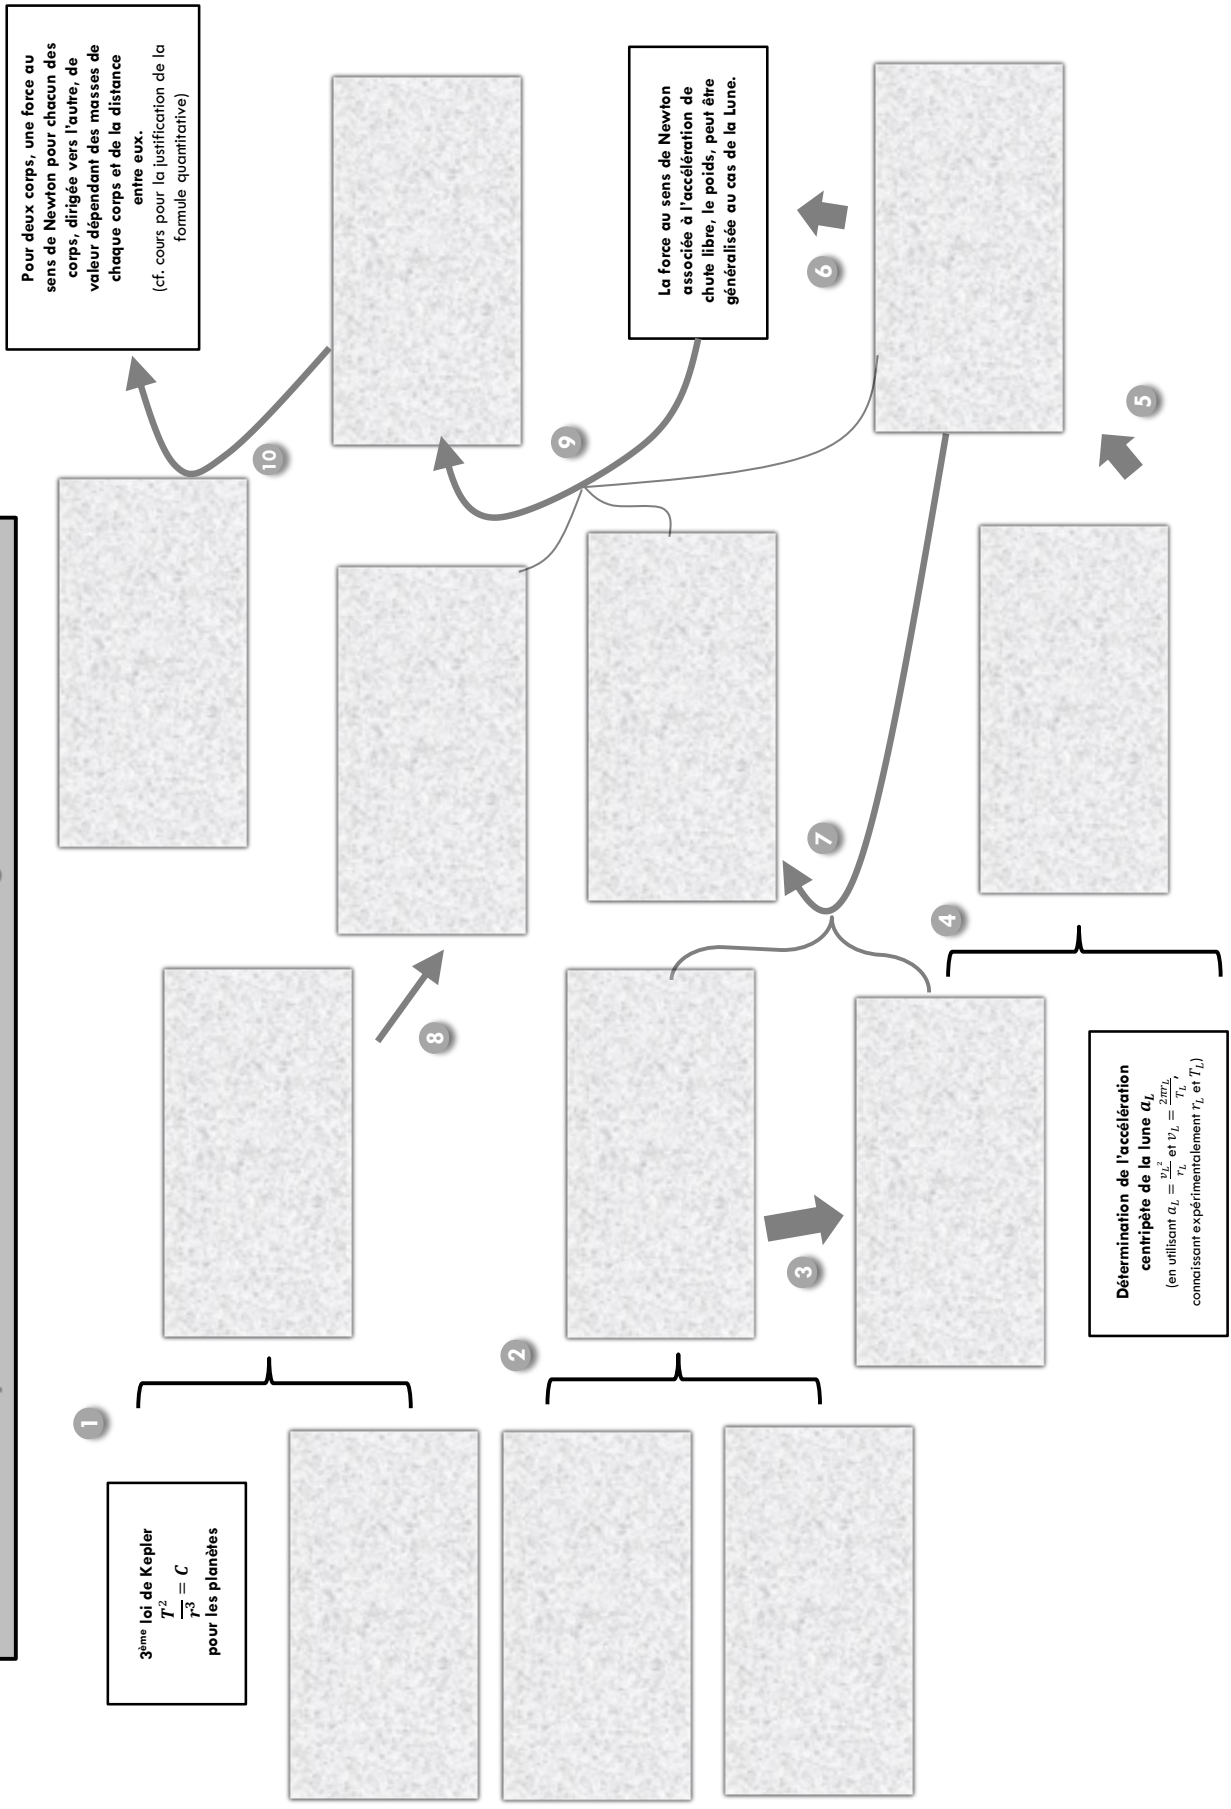 1
3ème loi de Kepler
T²/r³ = C
pour les planètes
Pour deux corps, une force au
sens de Newton pour chacun des
corps, dirigée vers l'autre, de
valeur dépendant des masses de
chaque corps et de la distance
entre eux.
(cf. cours pour la justification de la
formule quantitative)
10
8
2
9
La force au sens de Newton
associée à l'accélération de
chute libre, le poids, peut être
généralisée au cas de la Lune.
3
7
6
4
Détermination de l'accélération
centripète de la lune a_L
(en utilisant a_L = v_L²/r_L et v_L = 2πr_L/T_L,
connaissant expérimentalement r_L et T_L)
5